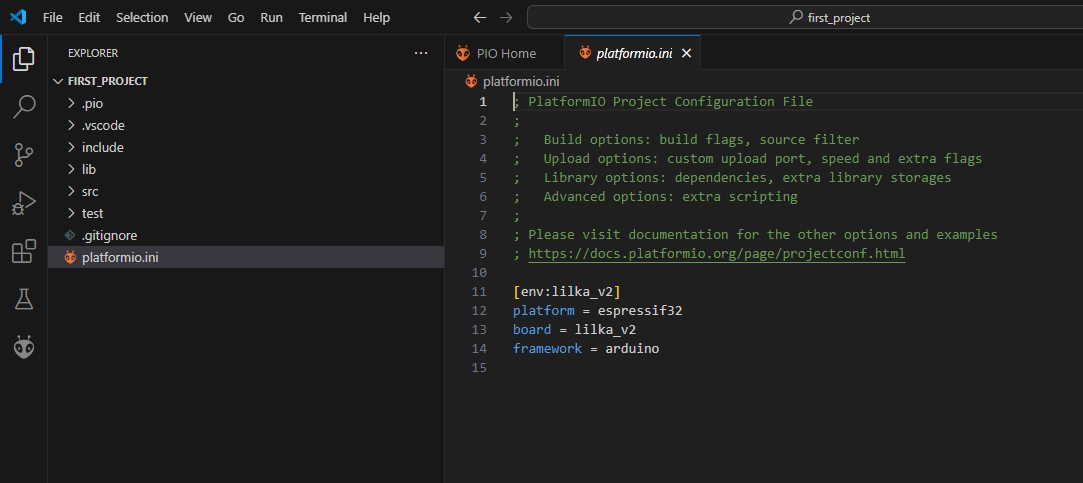 File Edit Selection View Go Run Terminal Help
first_project
EXPLORER
FIRST_PROJECT
.pio
.vscode
include
lib
src
test
.gitignore
platformio.ini
PIO Home
platformio.ini
platformio.ini
1 ; PlatformIO Project Configuration File
2 ;
3 ;   Build options: build flags, source filter
4 ;   Upload options: custom upload port, speed and extra flags
5 ;   Library options: dependencies, extra library storages
6 ;   Advanced options: extra scripting
7 ;
8 ; Please visit documentation for the other options and examples
9 ; https://docs.platformio.org/page/projectconf.html
10
11 [env:lilka_v2]
12 platform = espressif32
13 board = lilka_v2
14 framework = arduino
15